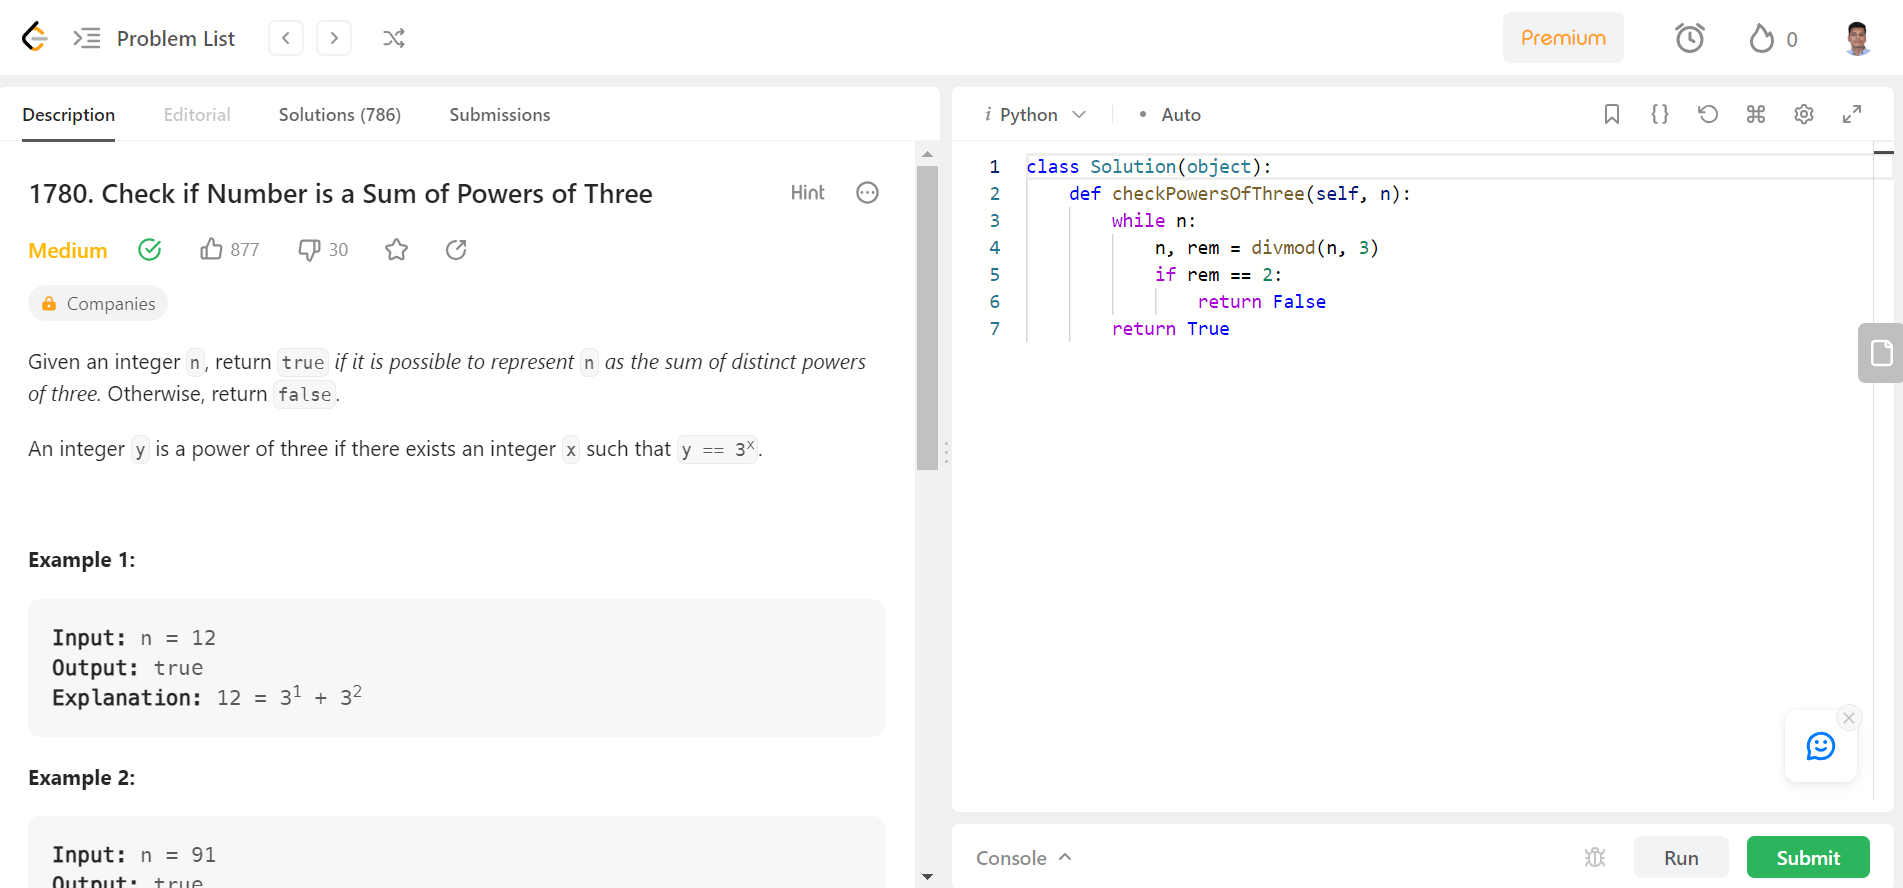 Problem List
Premium
0
Description
Editorial
Solutions (786)
Submissions
1780. Check if Number is a Sum of Powers of Three
Hint
Medium
877
30
Companies
Given an integer n, return true if it is possible to represent n as the sum of distinct powers
of three. Otherwise, return false.
An integer y is a power of three if there exists an integer x such that y == 3ˣ.
Example 1:
Input: n = 12
Output: true
Explanation: 12 = 3¹ + 3²
Example 2:
Input: n = 91
Output: true
i Python
• Auto
1 class Solution(object):
2 def checkPowersOfThree(self, n):
3 while n:
4 n, rem = divmod(n, 3)
5 if rem == 2:
6 return False
7 return True
Console
Run
Submit